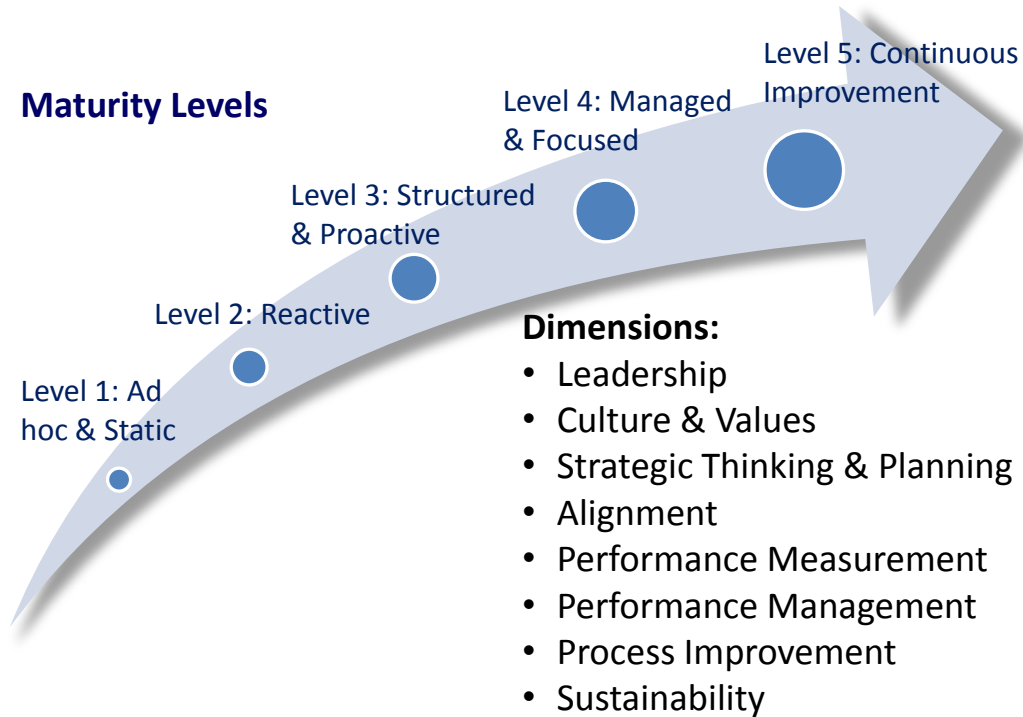 Maturity Levels
Level 5: Continuous
Improvement
Level 4: Managed
& Focused
Level 3: Structured
& Proactive
Level 2: Reactive
Level 1: Ad
hoc & Static
Dimensions:
• Leadership
• Culture & Values
• Strategic Thinking & Planning
• Alignment
• Performance Measurement
• Performance Management
• Process Improvement
• Sustainability